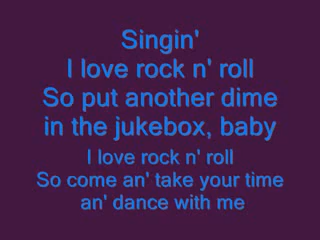 Singin'
I love rock n' roll
So put another dime
in the jukebox, baby
I love rock n' roll
So come an' take your time
an' dance with me